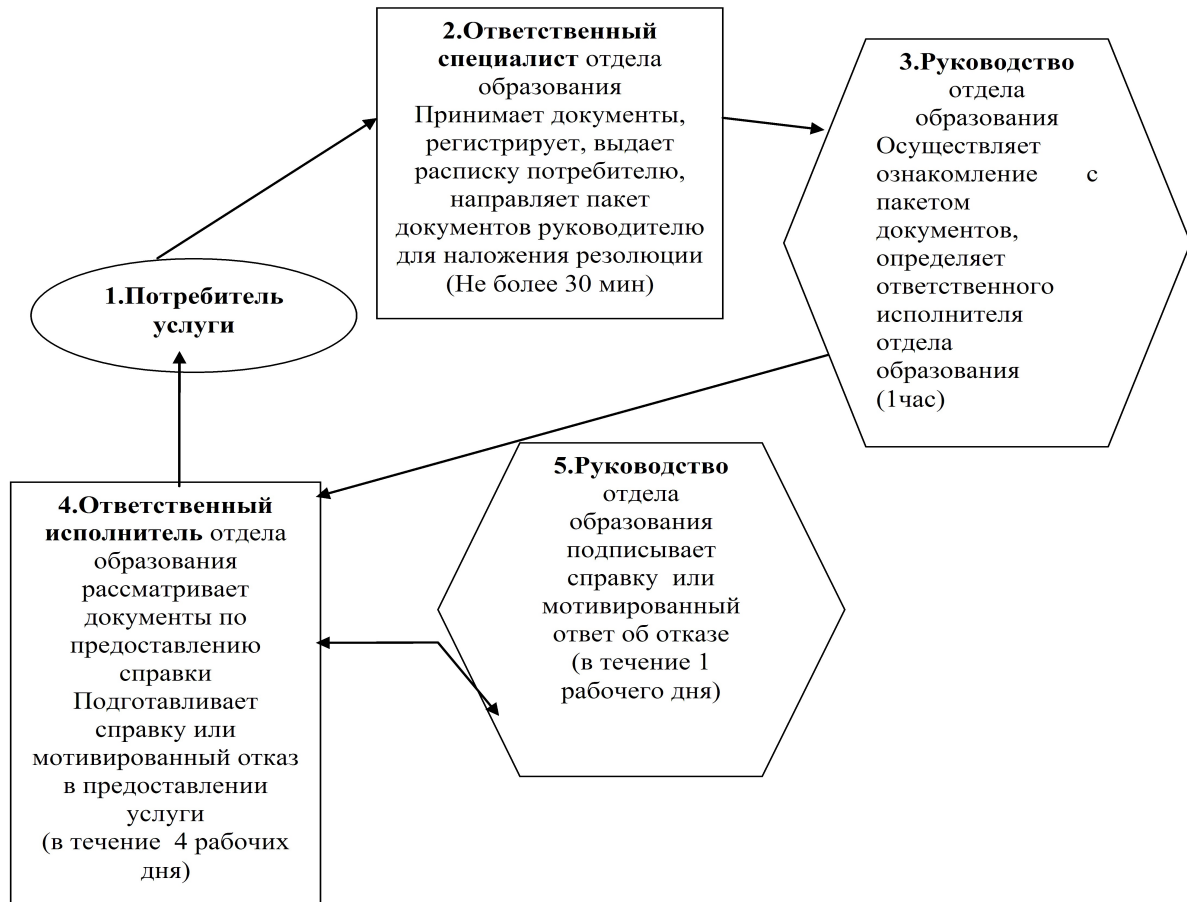 1.Потребитель
услуги
2.Ответственный
специалист отдела
образования
Принимает документы,
регистрирует, выдает
расписку потребителю,
направляет пакет
документов руководителю
для наложения резолюции
(Не более 30 мин)
3.Руководство
отдела
образования
Осуществляет
ознакомление с
пакетом
документов,
определяет
ответственного
исполнителя
отдела
образования
(1час)
4.Ответственный
исполнитель отдела
образования
рассматривает
документы по
предоставлению
справки
Подготавливает
справку или
мотивированный отказ
в предоставлении
услуги
(в течение 4 рабочих
дня)
5.Руководство
отдела
образования
подписывает
справку или
мотивированный
ответ об отказе
(в течение 1
рабочего дня)